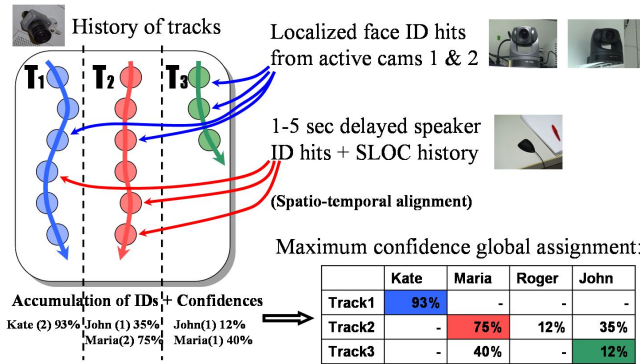 History of tracks
Localized face ID hits
from active cams 1 & 2
T1 T2 T3
1-5 sec delayed speaker
ID hits + SLOC history
(Spatio-temporal alignment)
Maximum confidence global assignment:
Kate Maria Roger John
Track1 93% - - -
Track2 - 75% 12% 35%
Track3 - 40% - 12%
Accumulation of IDs + Confidences
Kate (2) 93% John (1) 35% John(1) 12%
Maria(2) 75% Maria(1) 40%